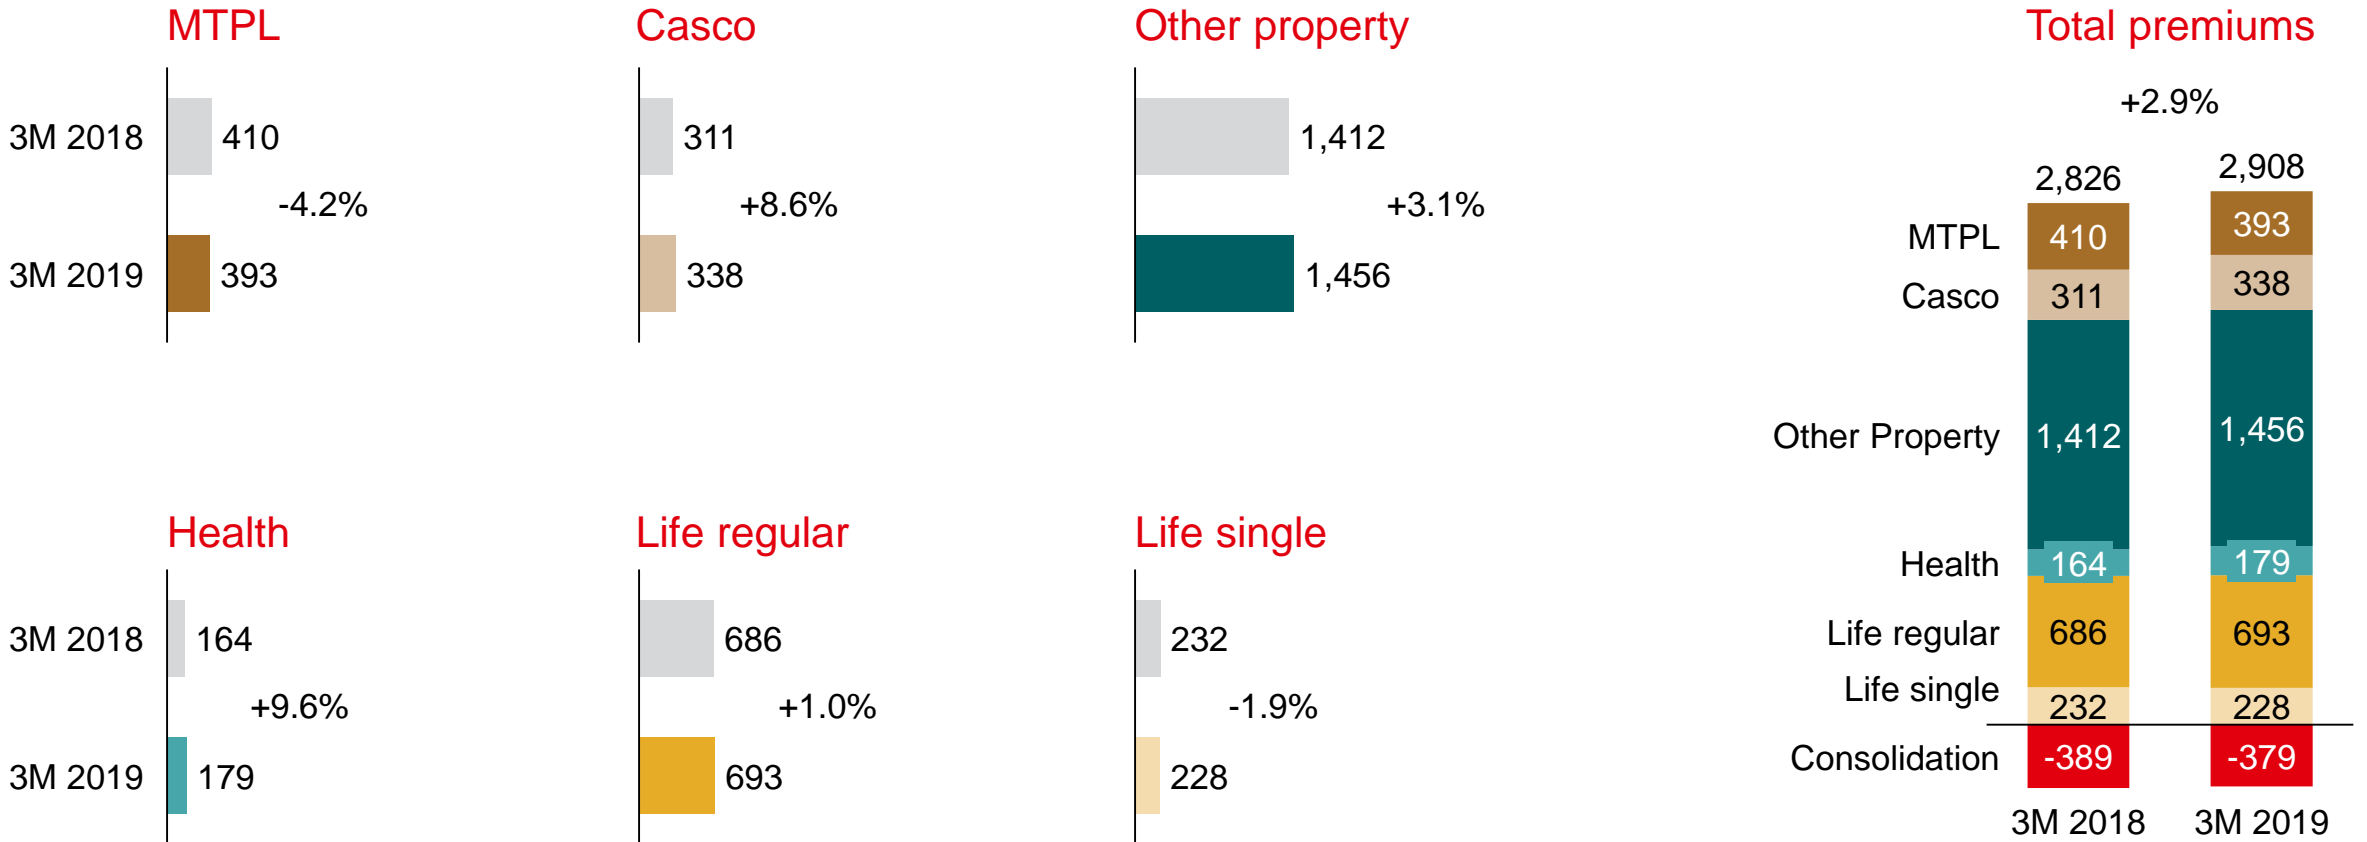 MTPL
3M 2018
410
-4.2%
3M 2019
393
Casco
311
+8.6%
338
Other property
1,412
+3.1%
1,456
Health
3M 2018
164
+9.6%
3M 2019
179
Life regular
686
+1.0%
693
Life single
232
-1.9%
228
Total premiums
+2.9%
2,826
2,908
MTPL
410
393
Casco
311
338
Other Property
1,412
1,456
Health
164
179
Life regular
686
693
Life single
232
228
Consolidation
-389
-379
3M 2018
3M 2019